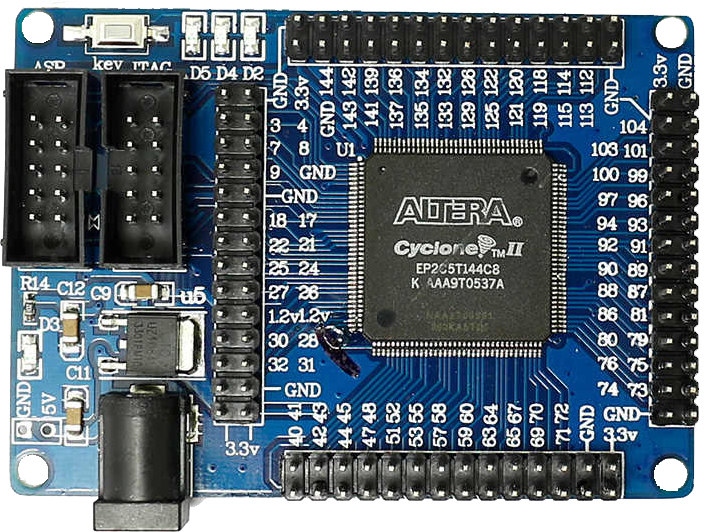 ASP key JTAG D5 D4 D2
GND
3.3v
3 4
7 8
9 GND
GND
18 17
22 21
25 24
27 26
1.2v 1.2v
30 28
32 31
GND
3.3v
GND 144 142 139 136 134 132 126 122 120 118 114 112 GND
143 141 137 135 133 129 125 121 119 115 113
3.3v GND
104
103 101
100 99
97 96
94 93
92 91
90 89
88 87
86 81
80 79
76 75
74 73
GND
U1
ALTERA®
Cyclone™ II
EP2C5T144C8
K AAA9T0537A
R14 C12 C9 u5
D3
C11
GND 5V
41 43 45 48 52 55 58 60 64 67 70 72 GND
40 42 44 47 51 53 57 59 63 65 69 71 3.3v